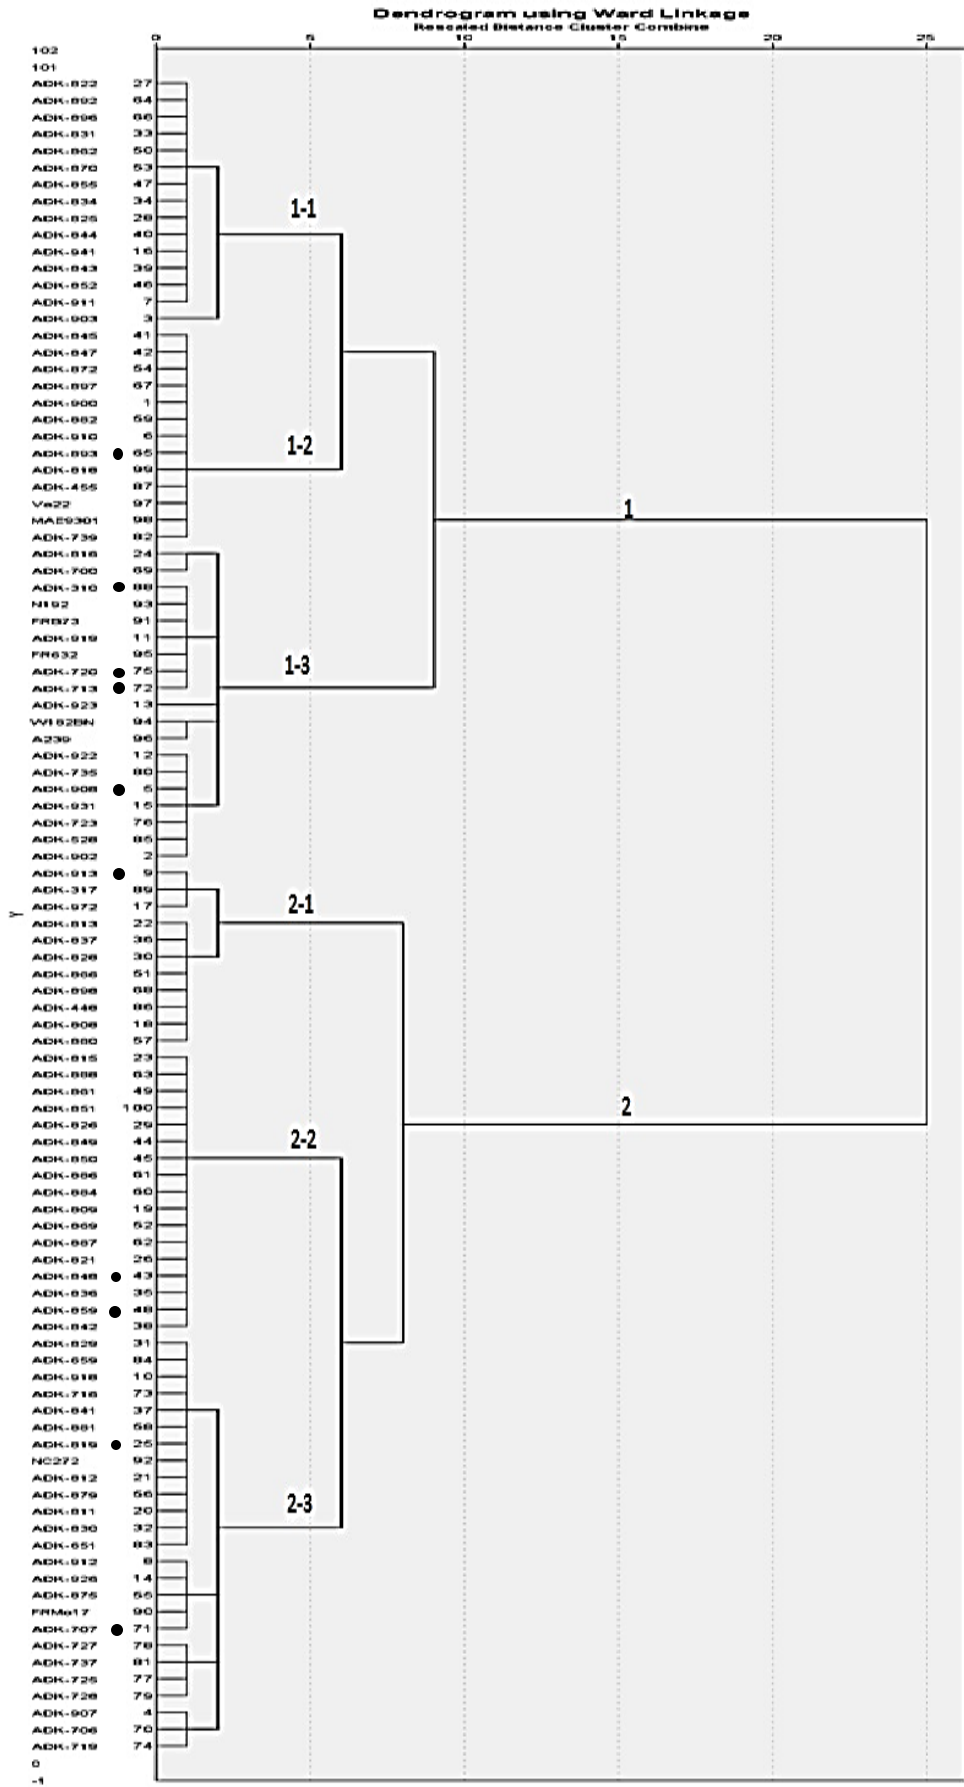 Dendrogram using Ward Linkage
Rescaled Distance Cluster Combine
0 5 10 15 20 25
102
101
ADK-822 27
ADK-892 64
ADK-896 66
ADK-831 33
ADK-862 50
ADK-870 53
ADK-855 47
ADK-834 34
ADK-825 28
ADK-844 40
ADK-941 16
ADK-843 39
ADK-852 46
ADK-911 7
1-1
ADK-903 3
ADK-845 41
ADK-847 42
ADK-872 54
ADK-897 67
ADK-900 1
ADK-882 59
ADK-910 6
1-2
ADK-893 65
ADK-818 99
ADK-455 87
Va22 97
MAE9301 98
1
ADK-739 82
ADK-816 24
ADK-700 69
ADK-310 88
N192 93
FRB73 91
ADK-919 11
FR632 95
1-3
ADK-720 75
ADK-713 72
ADK-923 13
W182BN 94
A239 96
ADK-922 12
ADK-735 80
ADK-908 5
ADK-931 15
ADK-723 76
ADK-528 85
ADK-902 2
ADK-913 9
ADK-317 89
2-1
ADK-972 17
Y
ADK-813 22
ADK-837 36
ADK-828 30
ADK-866 51
ADK-898 68
ADK-446 86
ADK-808 18
ADK-880 57
ADK-815 23
ADK-888 63
ADK-861 49
ADK-851 100
2
ADK-826 29
ADK-849 44
2-2
ADK-850 45
ADK-886 61
ADK-884 60
ADK-809 19
ADK-869 52
ADK-887 62
ADK-821 26
ADK-848 43
ADK-836 35
ADK-859 48
ADK-842 38
ADK-829 31
ADK-659 84
ADK-918 10
ADK-716 73
ADK-841 37
ADK-881 58
ADK-819 25
NC272 92
ADK-812 21
ADK-879 56
2-3
ADK-811 20
ADK-830 32
ADK-651 83
ADK-912 8
ADK-926 14
ADK-875 55
FRMo17 90
ADK-707 71
ADK-727 78
ADK-737 81
ADK-725 77
ADK-728 79
ADK-907 4
ADK-706 70
ADK-719 74
0
-1